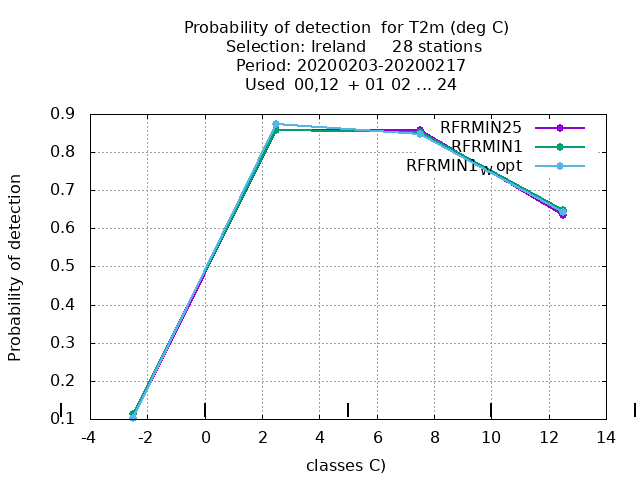 Probability of detection  for T2m (deg C)
Selection: Ireland     28 stations
Period: 20200203-20200217
Used  00,12  + 01 02 ... 24
RFRMIN25
RFRMIN1
RFRMIN1wopt
Probability of detection
0.9
0.8
0.7
0.6
0.5
0.4
0.3
0.2
0.1
-4 -2 0 2 4 6 8 10 12 14
classes C)